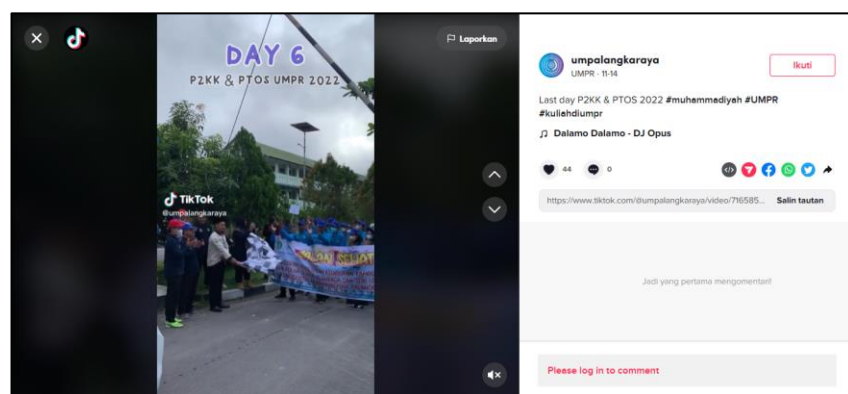 Laporkan
DAY 6
P2KK & PTOS UMPR 2022
TikTok
@umpalangkaraya
umpalangkaraya
UMPR · 11-14
Ikuti
Last day P2KK & PTOS 2022 #muhammadiyah #UMPR
#kuliahdiumpr
Dalamo Dalamo - DJ Opus
44
0
https://www.tiktok.com/@umpalangkaraya/video/716585...
Salin tautan
Jadi yang pertama mengomentari!
Please log in to comment